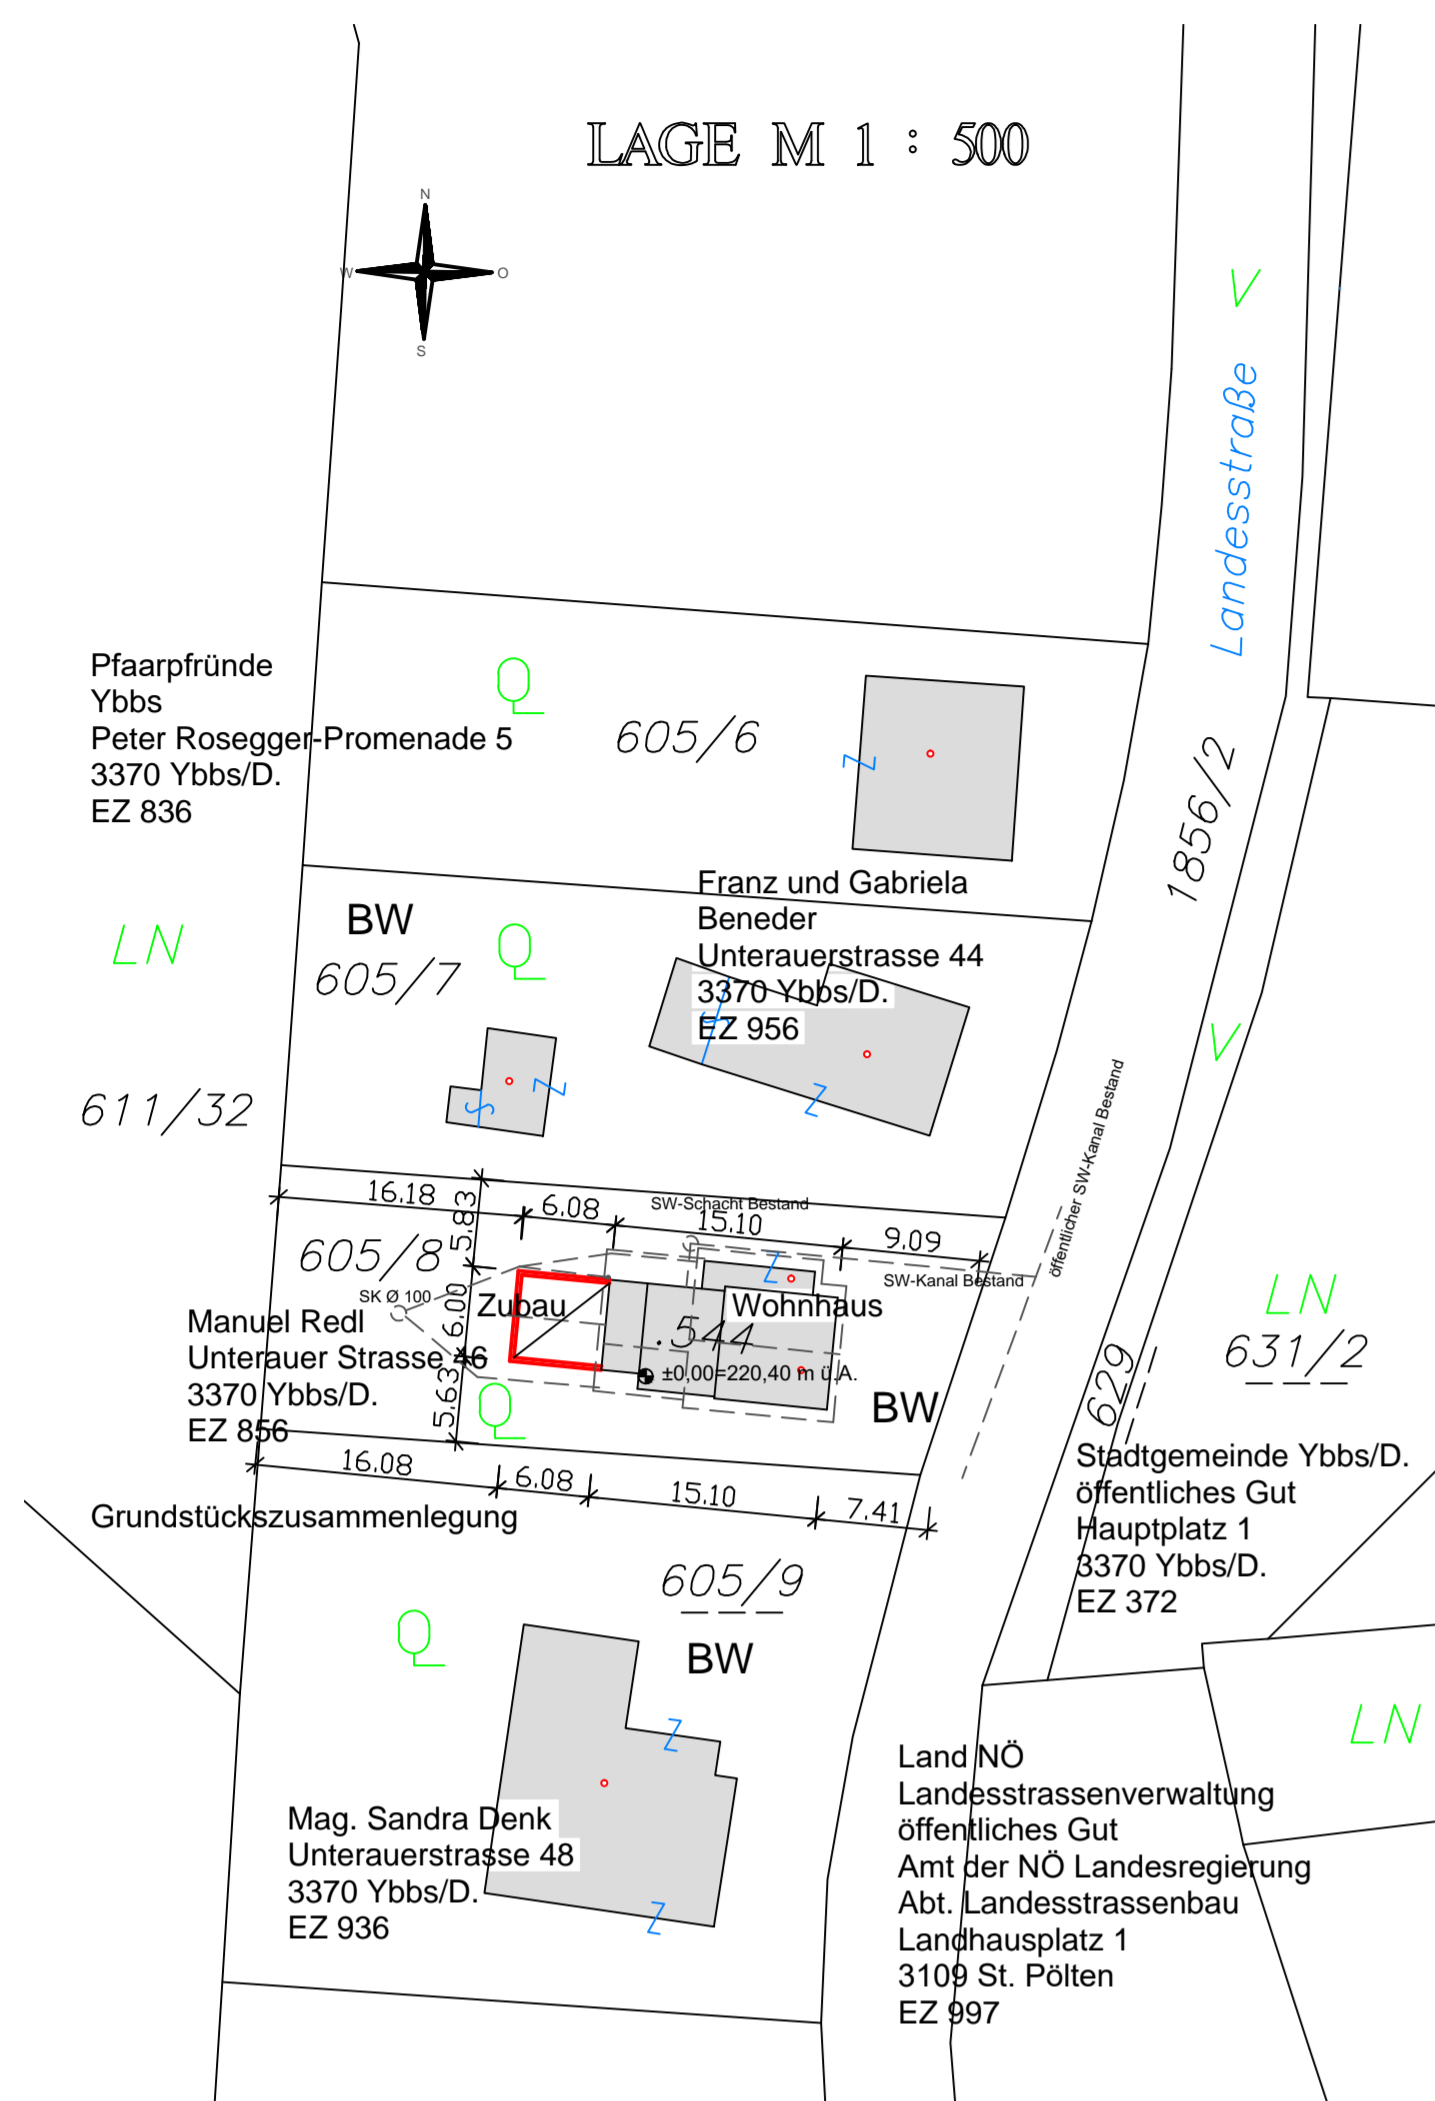 LAGE M 1 : 500
N
W
O
S
V
Landesstraße
Pfaarpfründe
Ybbs
Peter Rosegger-Promenade 5
3370 Ybbs/D.
EZ 836
605/6
Z
1856/2
Franz und Gabriela
Beneder
Unterauerstrasse 44
3370 Ybbs/D.
EZ 956
BW
LN
605/7
V
611/32
Z
Z
öffentlicher SW-Kanal Bestand
16.18
5.83
6.08
SW-Schacht Bestand
15.10
9.09
605/8
SW-Kanal Bestand
Z
SK Ø 100
6.00
Zubau
Wohnhaus
.544
LN
631/2
Manuel Redl
Unterauer Strasse 46
3370 Ybbs/D.
EZ 856
±0,00=220,40 m ü.A.
5.63
BW
629
16.08
6.08
15.10
7.41
Stadtgemeinde Ybbs/D.
öffentliches Gut
Hauptplatz 1
3370 Ybbs/D.
EZ 372
Grundstückszusammenlegung
605/9
BW
Z
LN
Land NÖ
Landesstrassenverwaltung
öffentliches Gut
Amt der NÖ Landesregierung
Abt. Landesstrassenbau
Landhausplatz 1
3109 St. Pölten
EZ 997
Mag. Sandra Denk
Unterauerstrasse 48
3370 Ybbs/D.
EZ 936
Z